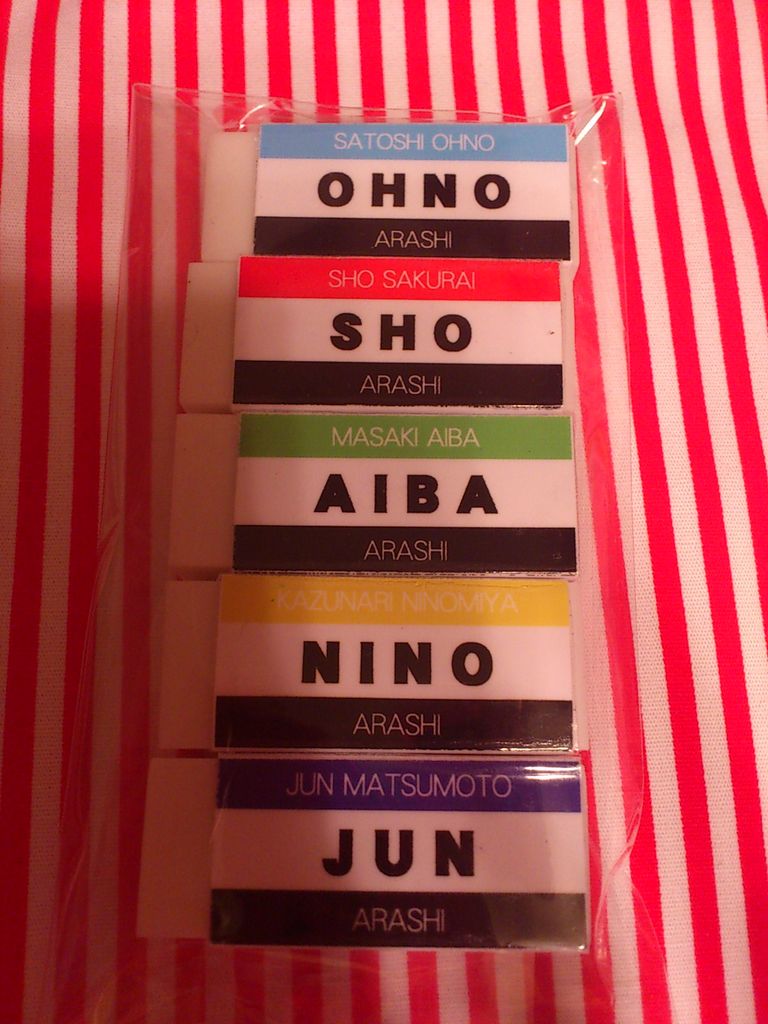 SATOSHI OHNO
OHNO
ARASHI
SHO SAKURAI
SHO
ARASHI
MASAKI AIBA
AIBA
ARASHI
KAZUNARI NINOMIYA
NINO
ARASHI
JUN MATSUMOTO
JUN
ARASHI